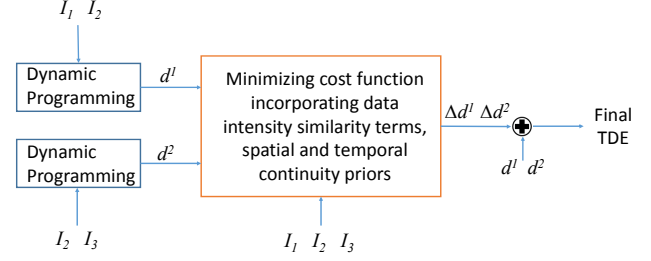 I₁ I₂
Dynamic
Programming
d¹
Dynamic
Programming
d²
I₂ I₃
Minimizing cost function
incorporating data
intensity similarity terms,
spatial and temporal
continuity priors
I₁ I₂ I₃
Δd¹ Δd²
d¹ d²
Final
TDE